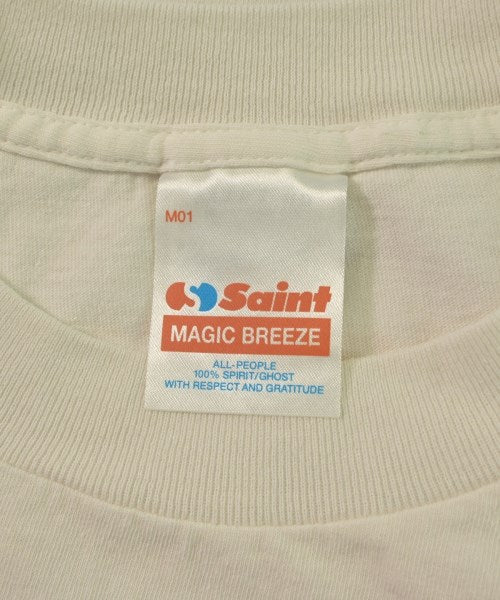 M01
Saint
MAGIC BREEZE
ALL-PEOPLE
100% SPIRIT/GHOST
WITH RESPECT AND GRATITUDE